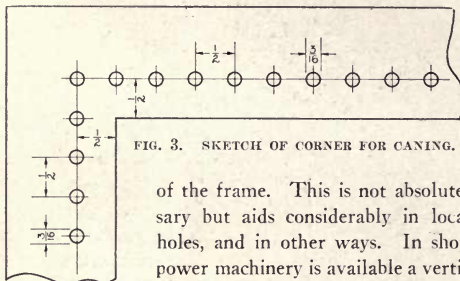 1/2
3/16
1/2
1/2
1/2
3/16
FIG. 3. SKETCH OF CORNER FOR CANING.
of the frame. This is not absolute
sary but aids considerably in loca
holes, and in other ways. In sho
power machinery is available a verti